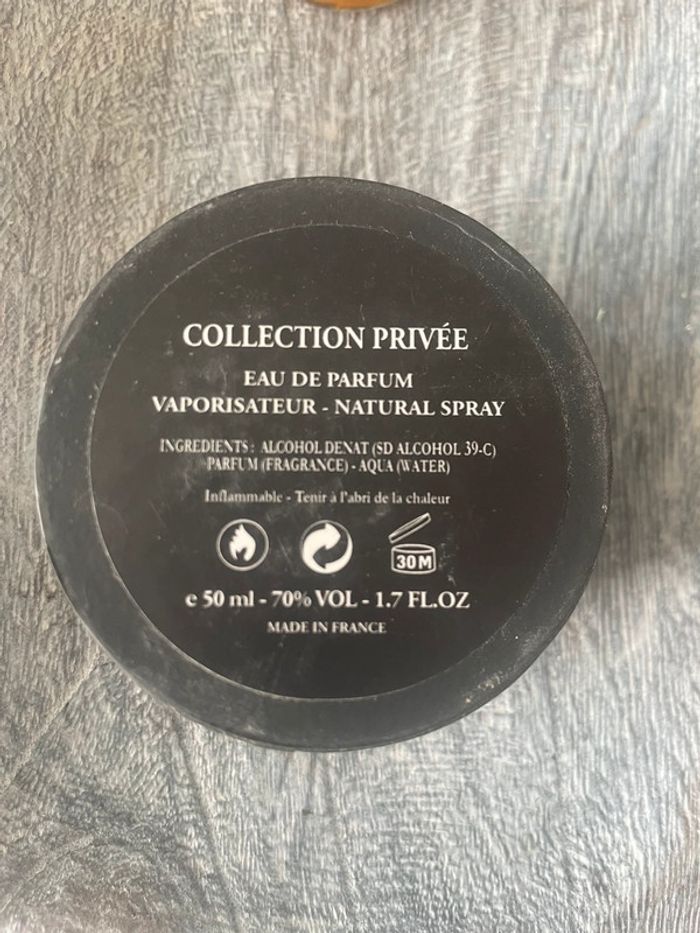 COLLECTION PRIVÉE
EAU DE PARFUM
VAPORISATEUR - NATURAL SPRAY
INGREDIENTS : ALCOHOL DENAT (SD ALCOHOL 39-C)
PARFUM (FRAGRANCE) - AQUA (WATER)
Inflammable - Tenir à l'abri de la chaleur
30 M
e 50 ml - 70% VOL - 1.7 FL.OZ
MADE IN FRANCE